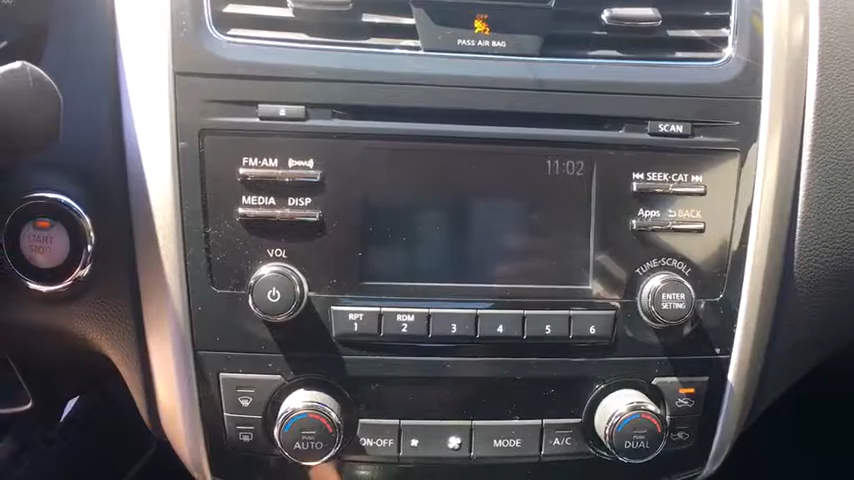 OFF
PASS AIR BAG
SCAN
FM·AM
11:02
SEEK·CAT
MEDIA DISP
Apps BACK
START
STOP
VOL
TUNE·SCROLL
ENTER
SETTING
RPT
1
RDM
2
3
4
5
6
PUSH
AUTO
ON·OFF
MODE
A/C
PUSH
DUAL